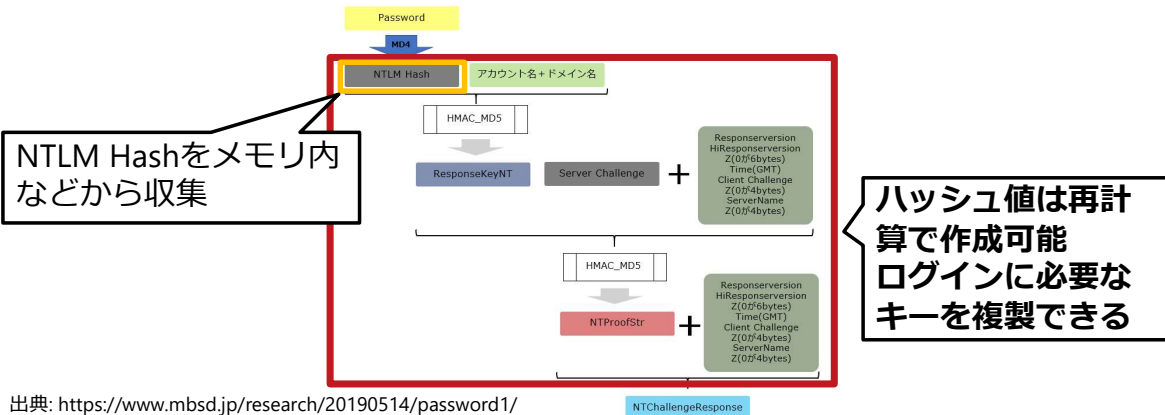 Password
MD4
NTLM Hash
アカウント名+ドメイン名
HMAC_MD5
NTLM Hashをメモリ内
などから収集
ResponseKeyNT
Server Challenge
+
Responserversion
HiResponserversion
Z(0が6bytes)
Time(GMT)
Client Challenge
Z(0が4bytes)
ServerName
Z(0が4bytes)
ハッシュ値は再計
算で作成可能
ログインに必要な
キーを複製できる
HMAC_MD5
NTProofStr
+
Responserversion
HiResponserversion
Z(0が6bytes)
Time(GMT)
Client Challenge
Z(0が4bytes)
ServerName
Z(0が4bytes)
出典: https://www.mbsd.jp/research/20190514/password1/
NTChallengeResponse